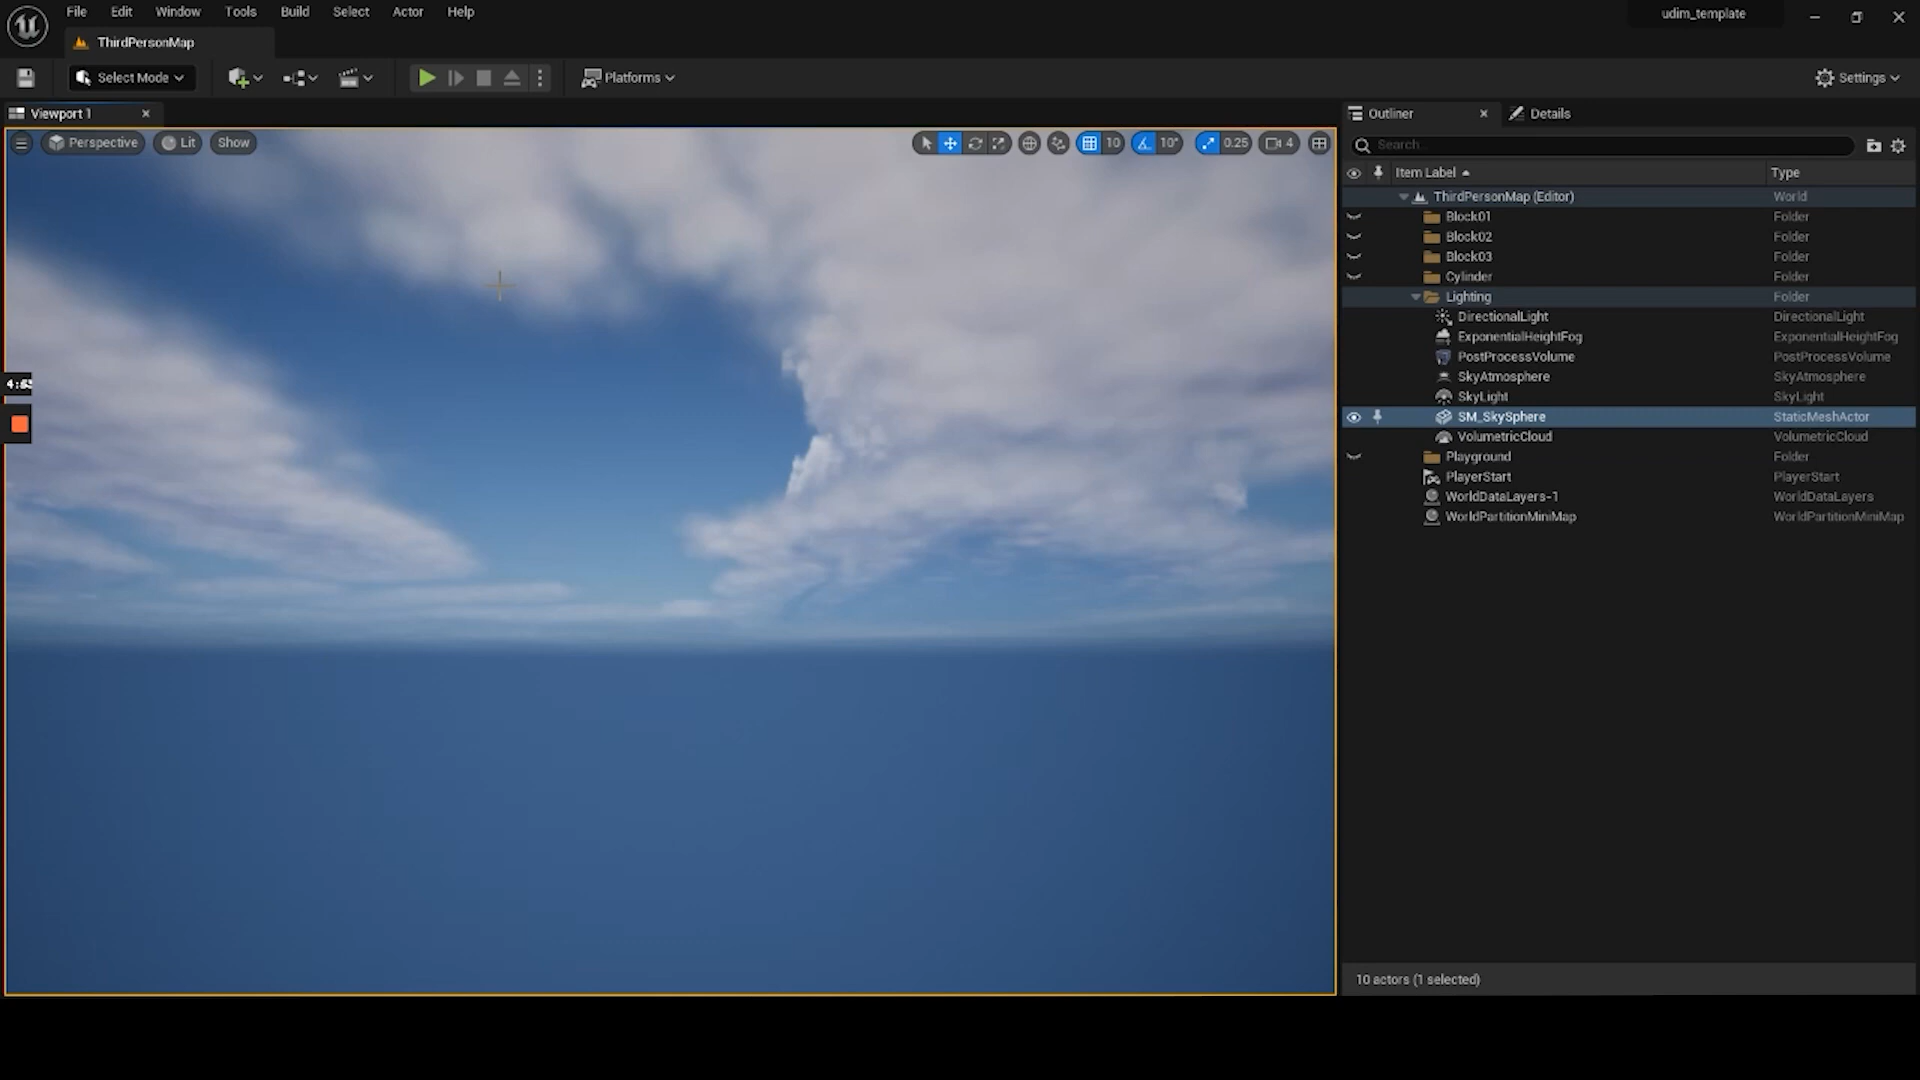 File Edit Window Tools Build Select Actor Help
udim_template
ThirdPersonMap
Select Mode
Platforms
Settings
Viewport 1
Outliner
Details
Perspective
Lit
Show
10
10°
0.25
4
Search...
Item Label
Type
ThirdPersonMap (Editor) World
Block01 Folder
Block02 Folder
Block03 Folder
Cylinder Folder
Lighting Folder
DirectionalLight DirectionalLight
ExponentialHeightFog ExponentialHeightFog
PostProcessVolume PostProcessVolume
SkyAtmosphere SkyAtmosphere
SkyLight SkyLight
SM_SkySphere StaticMeshActor
VolumetricCloud VolumetricCloud
Playground Folder
PlayerStart PlayerStart
WorldDataLayers-1 WorldDataLayers
WorldPartitionMiniMap WorldPartitionMiniMap
10 actors (1 selected)